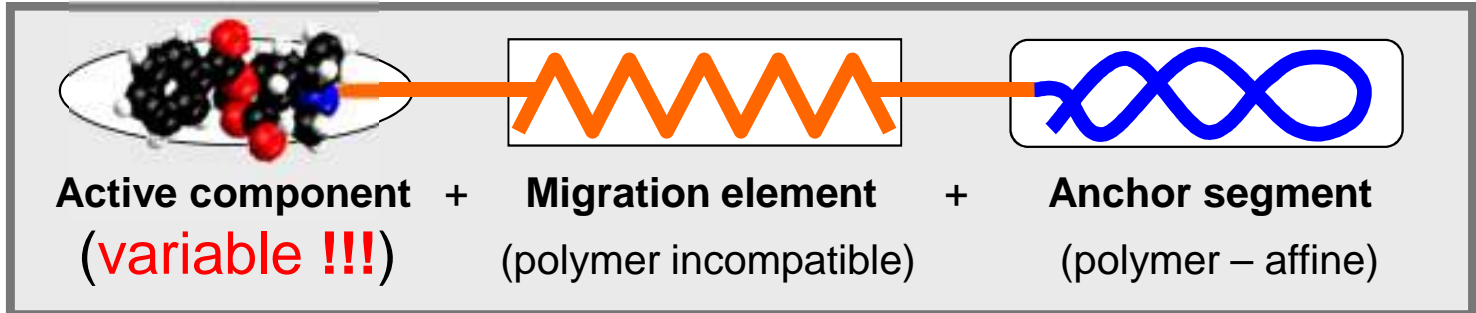 Active component + Migration element + Anchor segment
(variable !!!) (polymer incompatible) (polymer – affine)